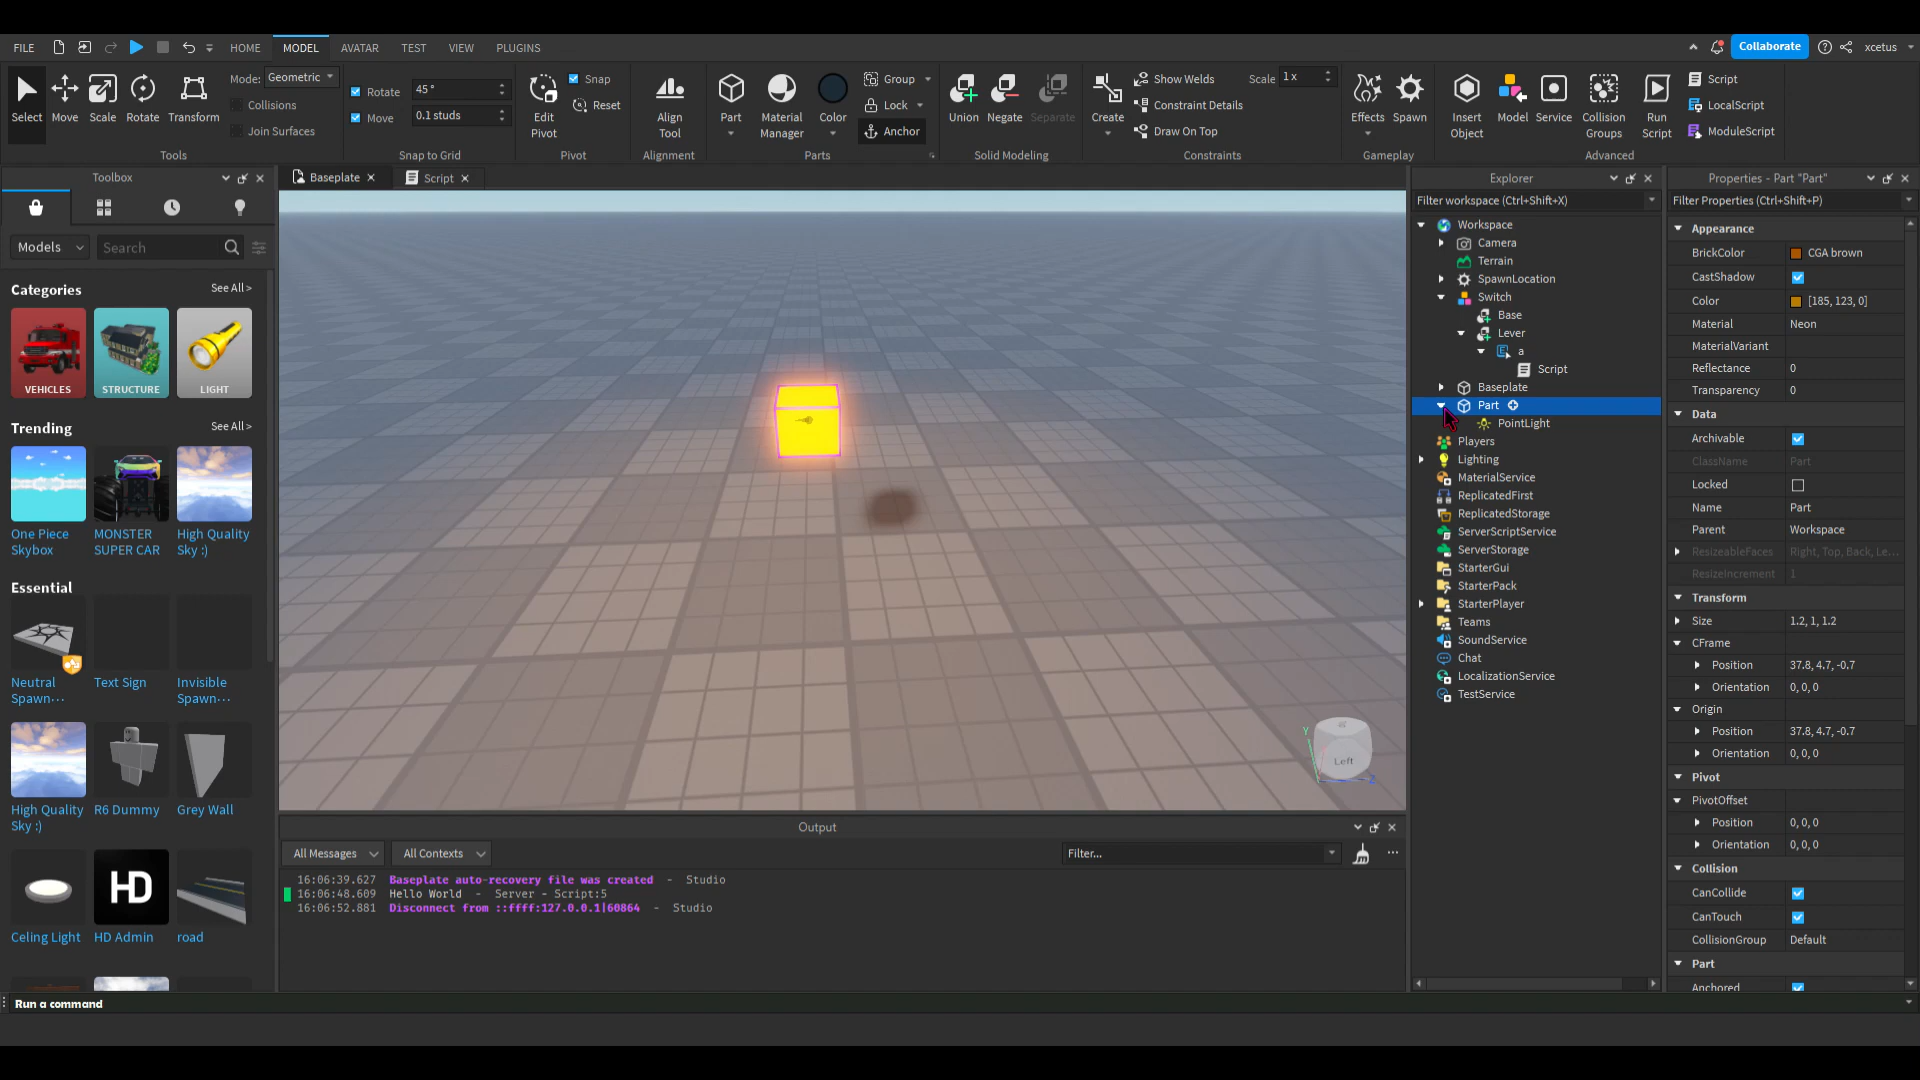 FILE HOME MODEL AVATAR TEST VIEW PLUGINS Collaborate xcetus
Select Move Scale Rotate Transform
Mode: Geometric
Collisions
Join Surfaces
Tools
Rotate 45 °
Move 0.1 studs
Snap to Grid
Edit Pivot
Snap
Reset
Pivot
Align Tool
Alignment
Part
Material Manager
Color
Group
Lock
Anchor
Parts
Union Negate Separate
Solid Modeling
Create
Show Welds
Scale 1 x
Constraint Details
Draw On Top
Constraints
Effects Spawn
Gameplay
Insert Object
Model
Service
Collision Groups
Run Script
Script
LocalScript
ModuleScript
Advanced
Toolbox
Models
Search
Categories See All >
VEHICLES STRUCTURE LIGHT
Trending See All >
One Piece Skybox
MONSTER SUPER CAR
High Quality Sky :)
Essential
Neutral Spawn···
Text Sign
Invisible Spawn···
High Quality Sky :)
R6 Dummy
Grey Wall
Celing Light
HD
HD Admin
road
Baseplate
Script
Y
Left
Z
Output
All Messages All Contexts Filter...
16:06:39.627 Baseplate auto-recovery file was created - Studio
16:06:48.609 Hello World - Server - Script:5
16:06:52.881 Disconnect from ::ffff:127.0.0.1|60864 - Studio
Explorer
Filter workspace (Ctrl+Shift+X)
Workspace
Camera
Terrain
SpawnLocation
Switch
Base
Lever
a
Script
Baseplate
Part
PointLight
Players
Lighting
MaterialService
ReplicatedFirst
ReplicatedStorage
ServerScriptService
ServerStorage
StarterGui
StarterPack
StarterPlayer
Teams
SoundService
Chat
LocalizationService
TestService
Properties - Part "Part"
Filter Properties (Ctrl+Shift+P)
Appearance
BrickColor CGA brown
CastShadow
Color [185, 123, 0]
Material Neon
MaterialVariant
Reflectance 0
Transparency 0
Data
Archivable
ClassName Part
Locked
Name Part
Parent Workspace
ResizeableFaces Right, Top, Back, Le...
ResizeIncrement 1
Transform
Size 1.2, 1, 1.2
CFrame
Position 37.8, 4.7, -0.7
Orientation 0, 0, 0
Origin
Position 37.8, 4.7, -0.7
Orientation 0, 0, 0
Pivot
PivotOffset
Position 0, 0, 0
Orientation 0, 0, 0
Collision
CanCollide
CanTouch
CollisionGroup Default
Part
Anchored
Run a command